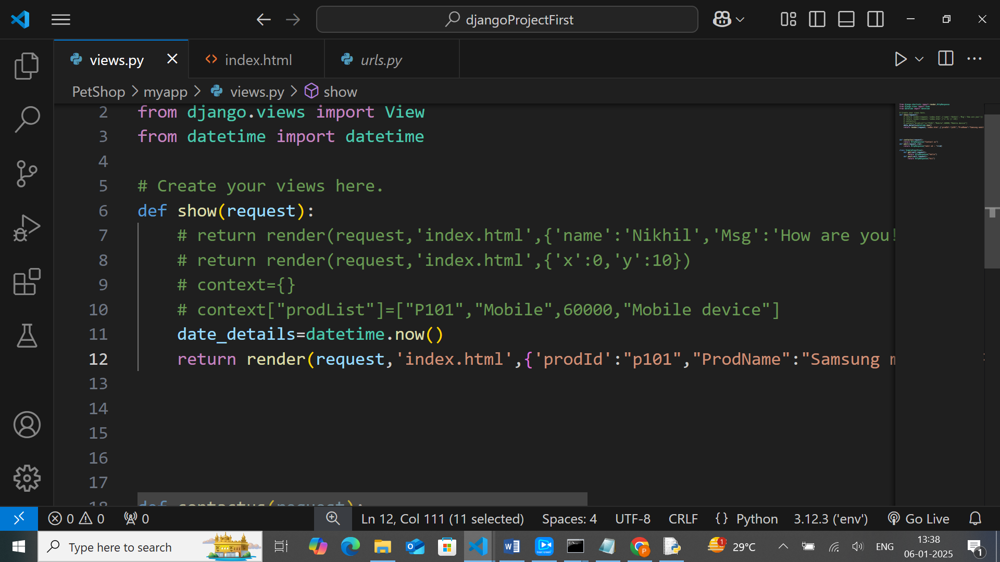 djangoProjectFirst
views.py
index.html
urls.py
PetShop > myapp > views.py > show
2 from django.views import View
3 from datetime import datetime
4
5 # Create your views here.
6 def show(request):
7 # return render(request,'index.html',{'name':'Nikhil','Msg':'How are you!
8 # return render(request,'index.html',{'x':0,'y':10})
9 # context={}
10 # context["prodList"]=["P101","Mobile",60000,"Mobile device"]
11 date_details=datetime.now()
12 return render(request,'index.html',{'prodId':"p101","ProdName":"Samsung m
13
14
15
16
17
18 def contactus(request):
0 0 0
Ln 12, Col 111 (11 selected)
Spaces: 4
UTF-8
CRLF
{} Python
3.12.3 ('env')
Go Live
Type here to search
1
29°C
ENG
13:38
06-01-2025
1